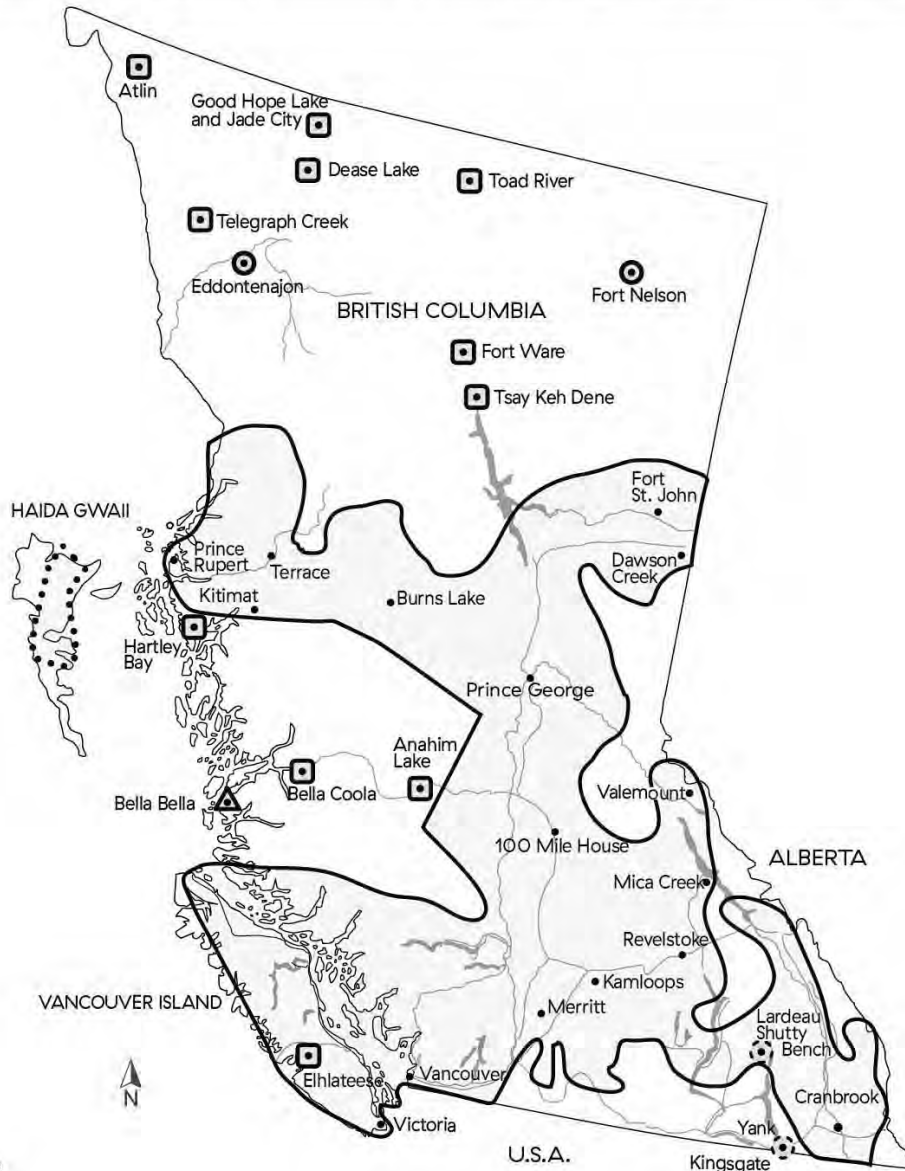 Atlin
Good Hope Lake
and Jade City
Dease Lake
Toad River
Telegraph Creek
Eddontenajon
Fort Nelson
BRITISH COLUMBIA
Fort Ware
Tsay Keh Dene
Fort
St. John
HAIDA GWAII
Prince
Rupert
Terrace
Dawson
Creek
Kitimat
Burns Lake
Hartley
Bay
Prince George
Anahim
Lake
Bella Coola
Bella Bella
Valemount
100 Mile House
ALBERTA
Mica Creek
Revelstoke
Kamloops
VANCOUVER ISLAND
Merritt
Lardeau
Shutty
Bench
Elhlateese
Vancouver
N
Cranbrook
Victoria
Yank
U.S.A.
Kingsgate